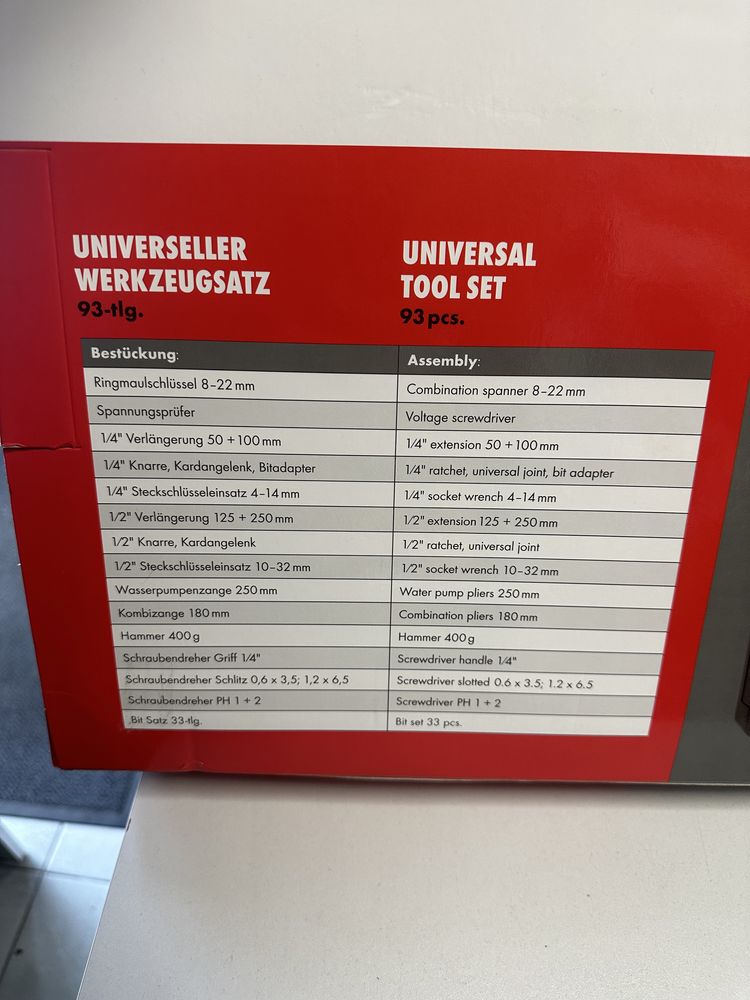 UNIVERSELLER
WERKZEUGSATZ
93-tlg.
UNIVERSAL
TOOL SET
93 pcs.
Bestückung: Assembly:
Ringmaulschlüssel 8–22 mm Combination spanner 8–22 mm
Spannungsprüfer Voltage screwdriver
1/4" Verlängerung 50 + 100 mm 1/4" extension 50 + 100 mm
1/4" Knarre, Kardangelenk, Bitadapter 1/4" ratchet, universal joint, bit adapter
1/4" Steckschlüsseleinsatz 4–14 mm 1/4" socket wrench 4–14 mm
1/2" Verlängerung 125 + 250 mm 1/2" extension 125 + 250 mm
1/2" Knarre, Kardangelenk 1/2" ratchet, universal joint
1/2" Steckschlüsseleinsatz 10–32 mm 1/2" socket wrench 10–32 mm
Wasserpumpenzange 250 mm Water pump pliers 250 mm
Kombizange 180 mm Combination pliers 180 mm
Hammer 400 g Hammer 400 g
Schraubendreher Griff 1/4" Screwdriver handle 1/4"
Schraubendreher Schlitz 0,6 x 3,5; 1,2 x 6,5 Screwdriver slotted 0.6 x 3.5; 1.2 x 6.5
Schraubendreher PH 1 + 2 Screwdriver PH 1 + 2
Bit Satz 33-tlg. Bit set 33 pcs.